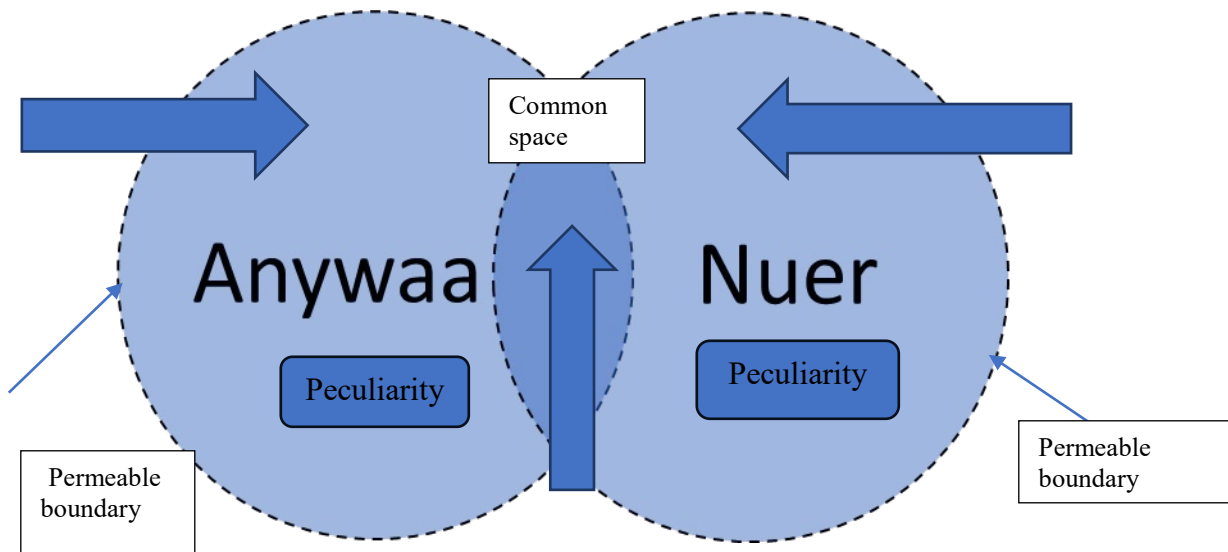 Common
space
Anywaa
Nuer
Peculiarity
Peculiarity
Permeable
boundary
Permeable
boundary